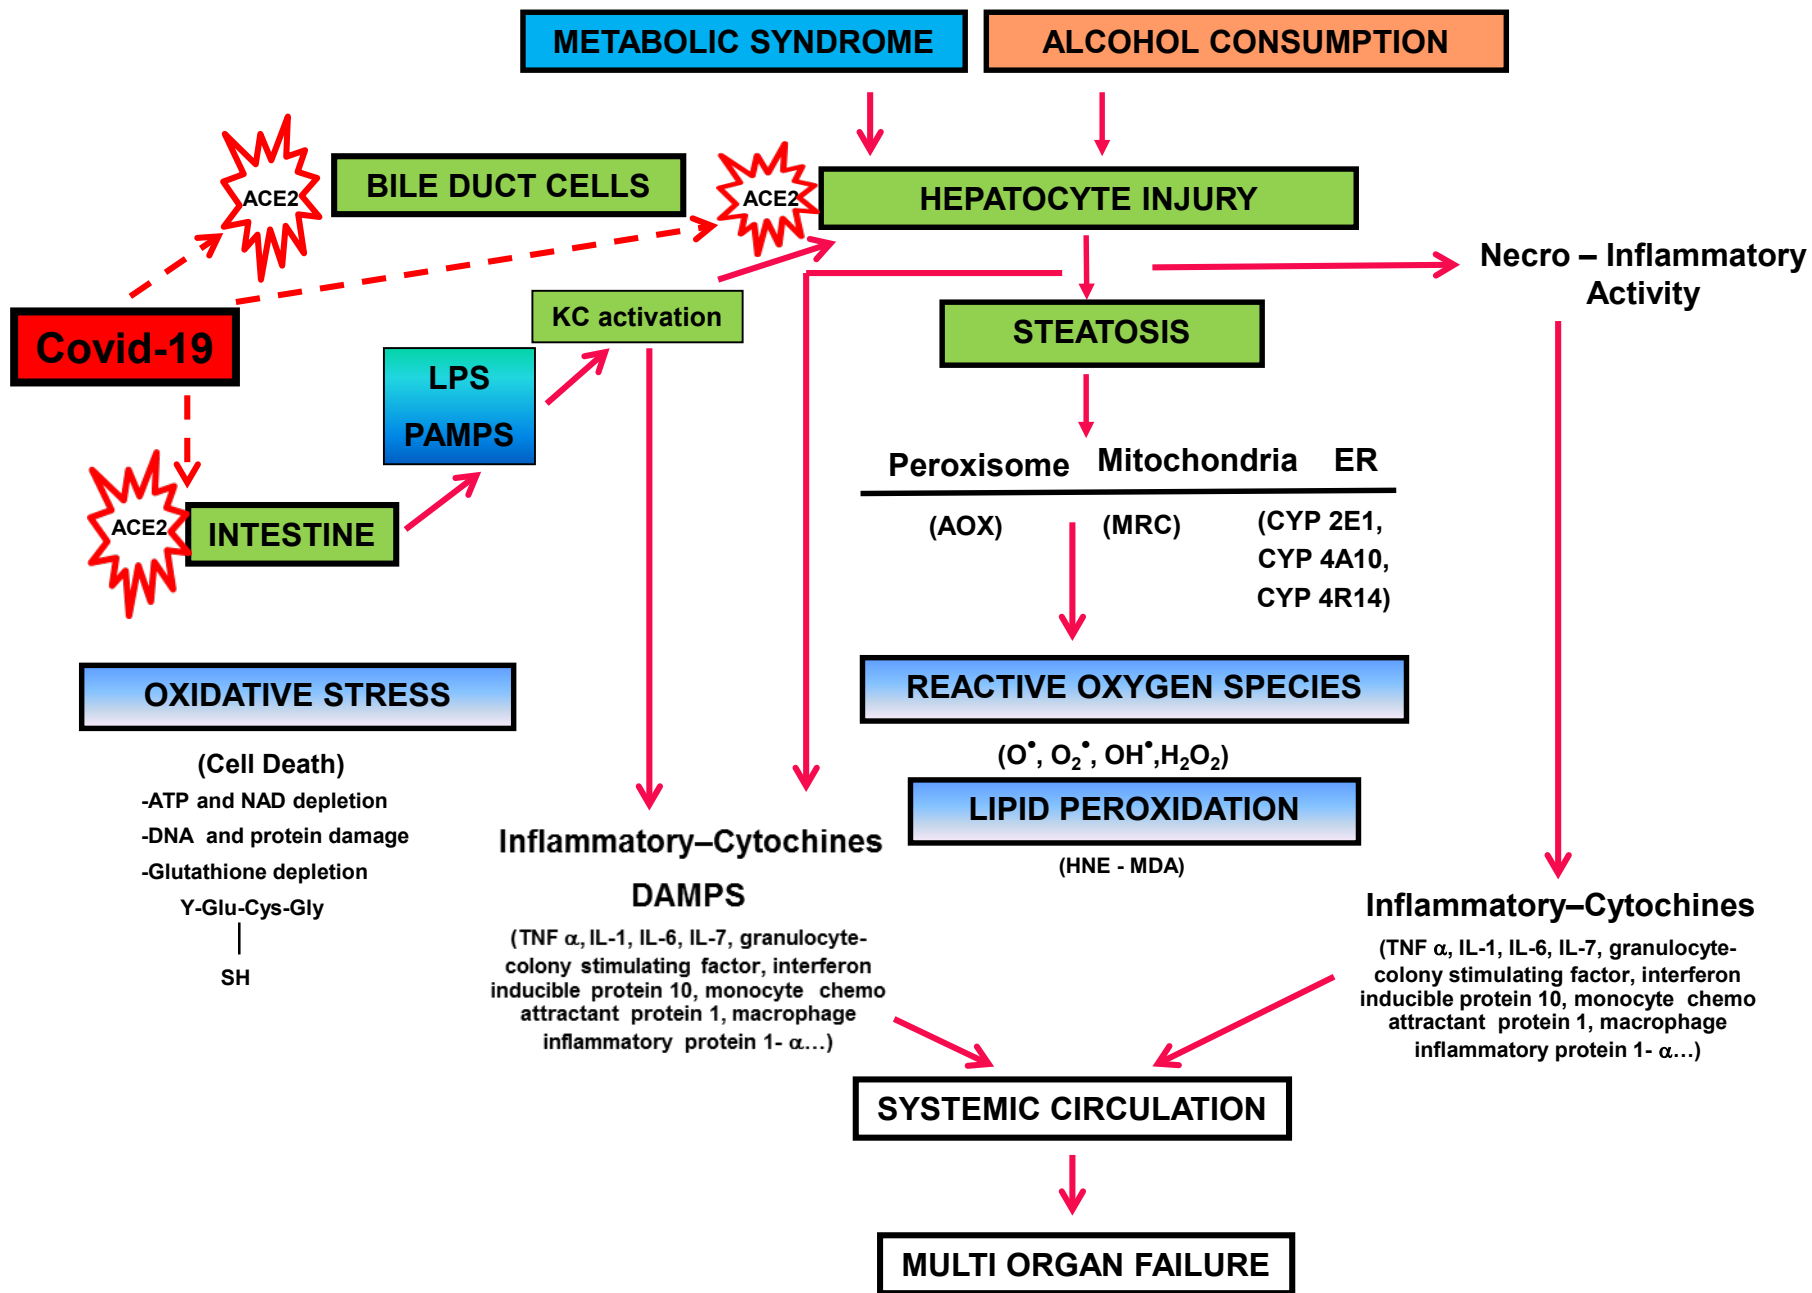 METABOLIC SYNDROME
ALCOHOL CONSUMPTION
ACE2
BILE DUCT CELLS
ACE2
HEPATOCYTE INJURY
Necro – Inflammatory
Activity
KC activation
STEATOSIS
Covid-19
LPS
PAMPS
Peroxisome
Mitochondria
ER
ACE2
INTESTINE
(AOX)
(MRC)
(CYP 2E1,
CYP 4A10,
CYP 4R14)
OXIDATIVE STRESS
REACTIVE OXYGEN SPECIES
(Cell Death)
-ATP and NAD depletion
-DNA and protein damage
-Glutathione depletion
Y-Glu-Cys-Gly
SH
(O•, O₂•, OH•,H₂O₂)
LIPID PEROXIDATION
(HNE - MDA)
Inflammatory–Cytochines
DAMPS
(TNF α, IL-1, IL-6, IL-7, granulocyte-
colony stimulating factor, interferon
inducible protein 10, monocyte chemo
attractant protein 1, macrophage
inflammatory protein 1- α...)
Inflammatory–Cytochines
(TNF α, IL-1, IL-6, IL-7, granulocyte-
colony stimulating factor, interferon
inducible protein 10, monocyte chemo
attractant protein 1, macrophage
inflammatory protein 1- α...)
SYSTEMIC CIRCULATION
MULTI ORGAN FAILURE